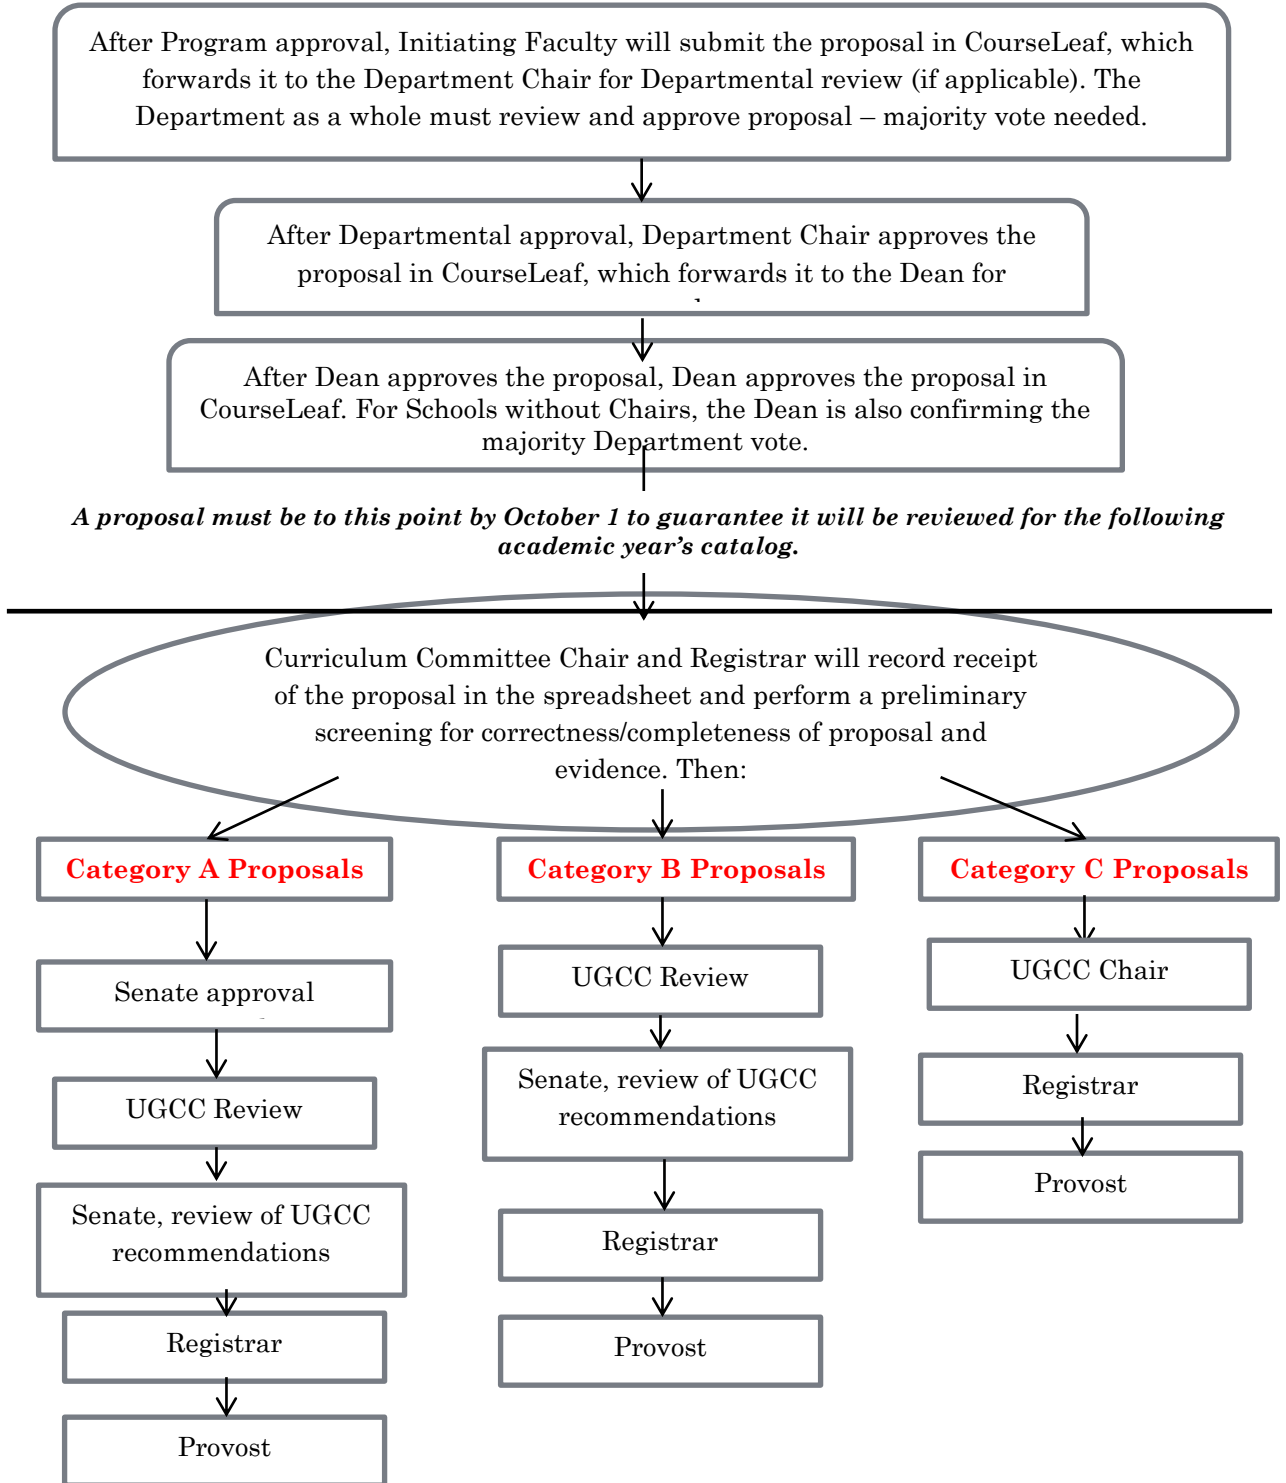 After Program approval, Initiating Faculty will submit the proposal in CourseLeaf, which
forwards it to the Department Chair for Departmental review (if applicable). The
Department as a whole must review and approve proposal – majority vote needed.
After Departmental approval, Department Chair approves the
proposal in CourseLeaf, which forwards it to the Dean for
After Dean approves the proposal, Dean approves the proposal in
CourseLeaf. For Schools without Chairs, the Dean is also confirming the
majority Department vote.
A proposal must be to this point by October 1 to guarantee it will be reviewed for the following
academic year's catalog.
Curriculum Committee Chair and Registrar will record receipt
of the proposal in the spreadsheet and perform a preliminary
screening for correctness/completeness of proposal and
evidence. Then:
Category A Proposals
Senate approval
UGCC Review
Senate, review of UGCC
recommendations
Registrar
Provost
Category B Proposals
UGCC Review
Senate, review of UGCC
recommendations
Registrar
Provost
Category C Proposals
UGCC Chair
Registrar
Provost